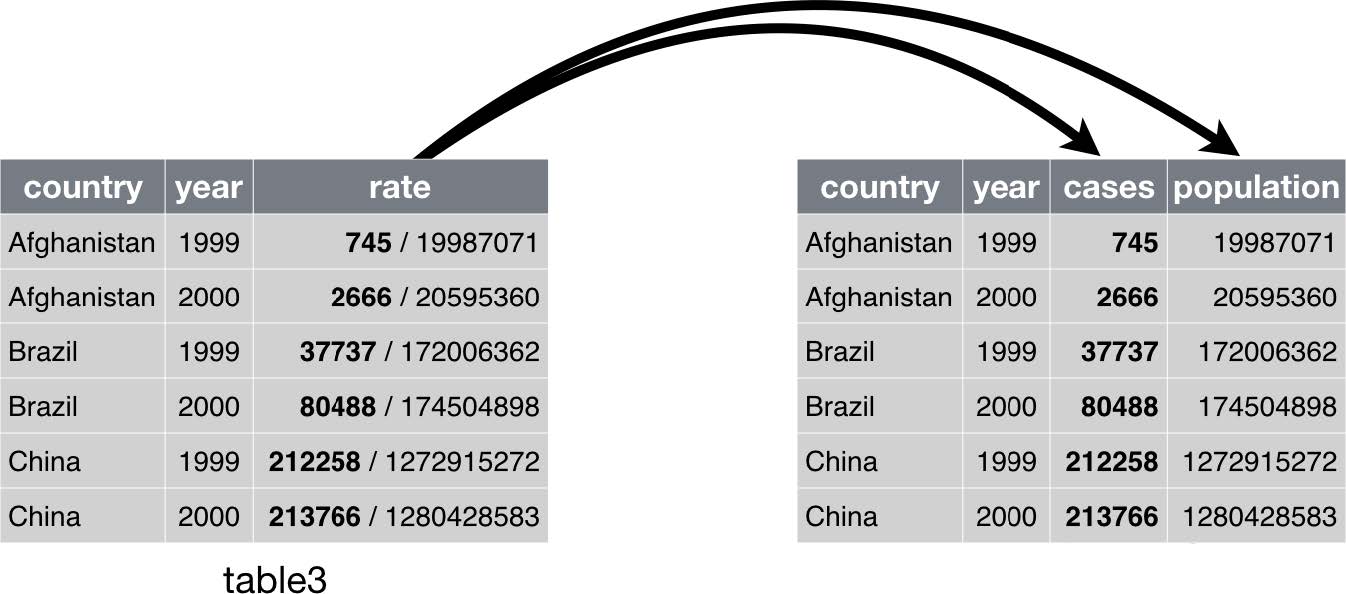 country year rate
Afghanistan 1999 745 / 19987071
Afghanistan 2000 2666 / 20595360
Brazil 1999 37737 / 172006362
Brazil 2000 80488 / 174504898
China 1999 212258 / 1272915272
China 2000 213766 / 1280428583
table3
country year cases population
Afghanistan 1999 745 19987071
Afghanistan 2000 2666 20595360
Brazil 1999 37737 172006362
Brazil 2000 80488 174504898
China 1999 212258 1272915272
China 2000 213766 1280428583